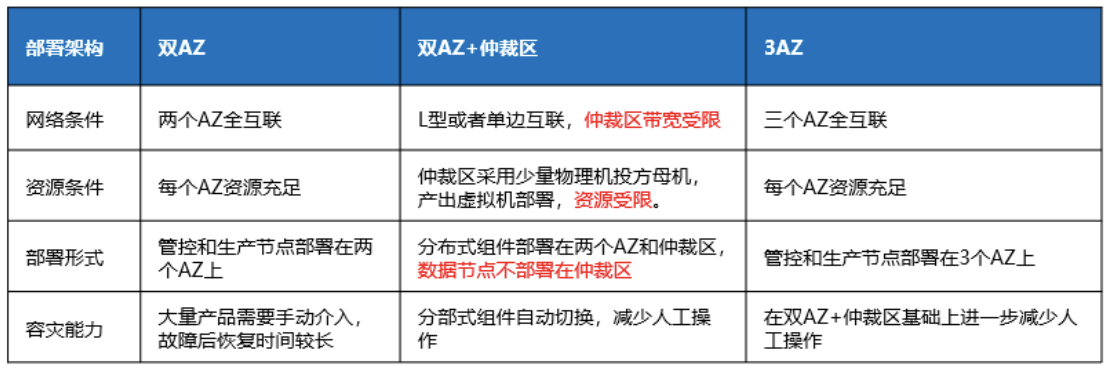 部署架构
双AZ
双AZ+仲裁区
3AZ
网络条件
两个AZ全互联
L型或者单边互联，仲裁区带宽受限
三个AZ全互联
资源条件
每个AZ资源充足
仲裁区采用少量物理机投方母机，
产出虚拟机部署，资源受限。
每个AZ资源充足
部署形式
管控和生产节点部署在两
个AZ上
分布式组件部署在两个AZ和仲裁区，
数据节点不部署在仲裁区
管控和生产节点部署在3个AZ上
容灾能力
大量产品需要手动介入，
故障后恢复时间较长
分部式组件自动切换，减少人工操
作
在双AZ+仲裁区基础上进一步减少人
工操作